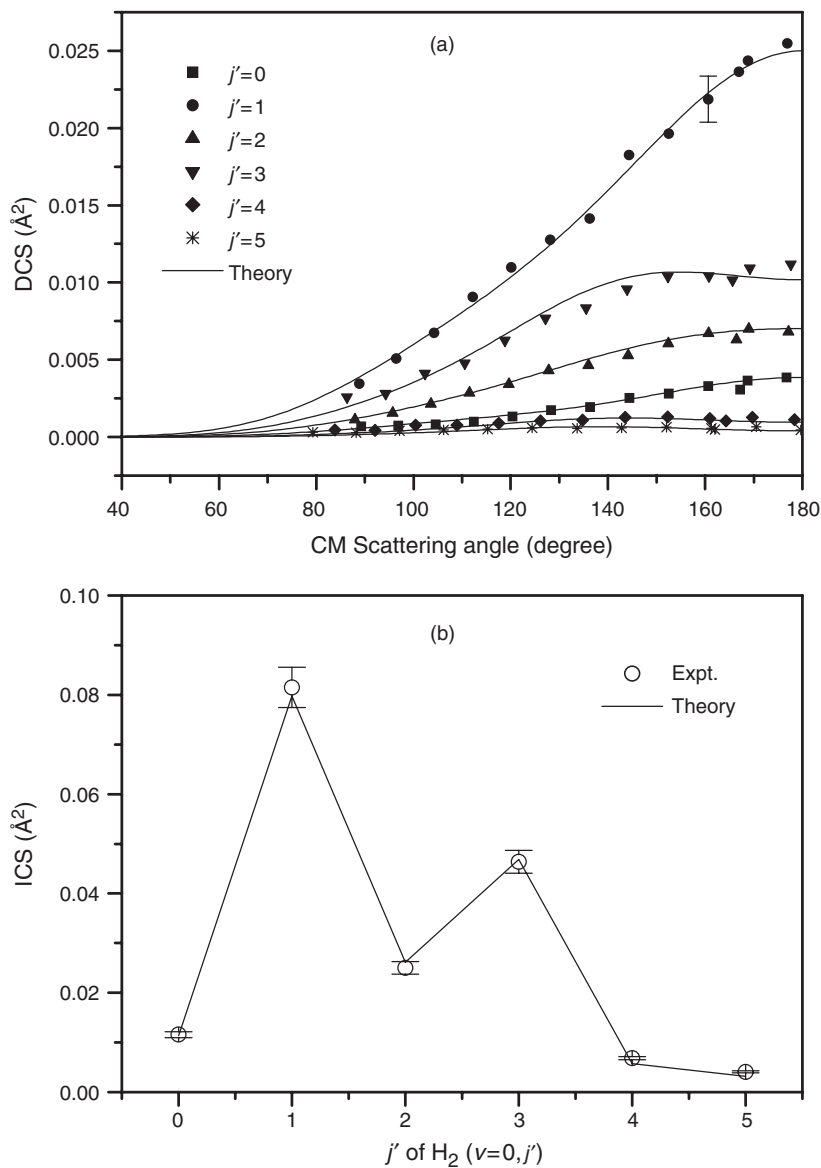 (a)
0.025
0.020
0.015
0.010
0.005
0.000
DCS (Å²)
j′=0
j′=1
j′=2
j′=3
j′=4
j′=5
Theory
40 60 80 100 120 140 160 180
CM Scattering angle (degree)
(b)
0.10
0.08
0.06
0.04
0.02
0.00
ICS (Å²)
Expt.
Theory
0 1 2 3 4 5
j′ of H₂ (v=0, j′)